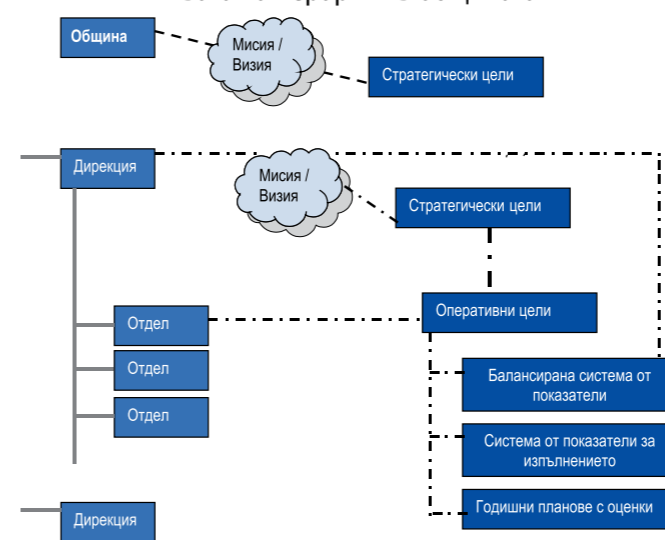 Община
Мисия /
Визия
Стратегически цели
Дирекция
Мисия /
Визия
Стратегически цели
Оперативни цели
Отдел
Отдел
Отдел
Балансирана система от
показатели
Система от показатели за
изпълнението
Годишни планове с оценки
Дирекция